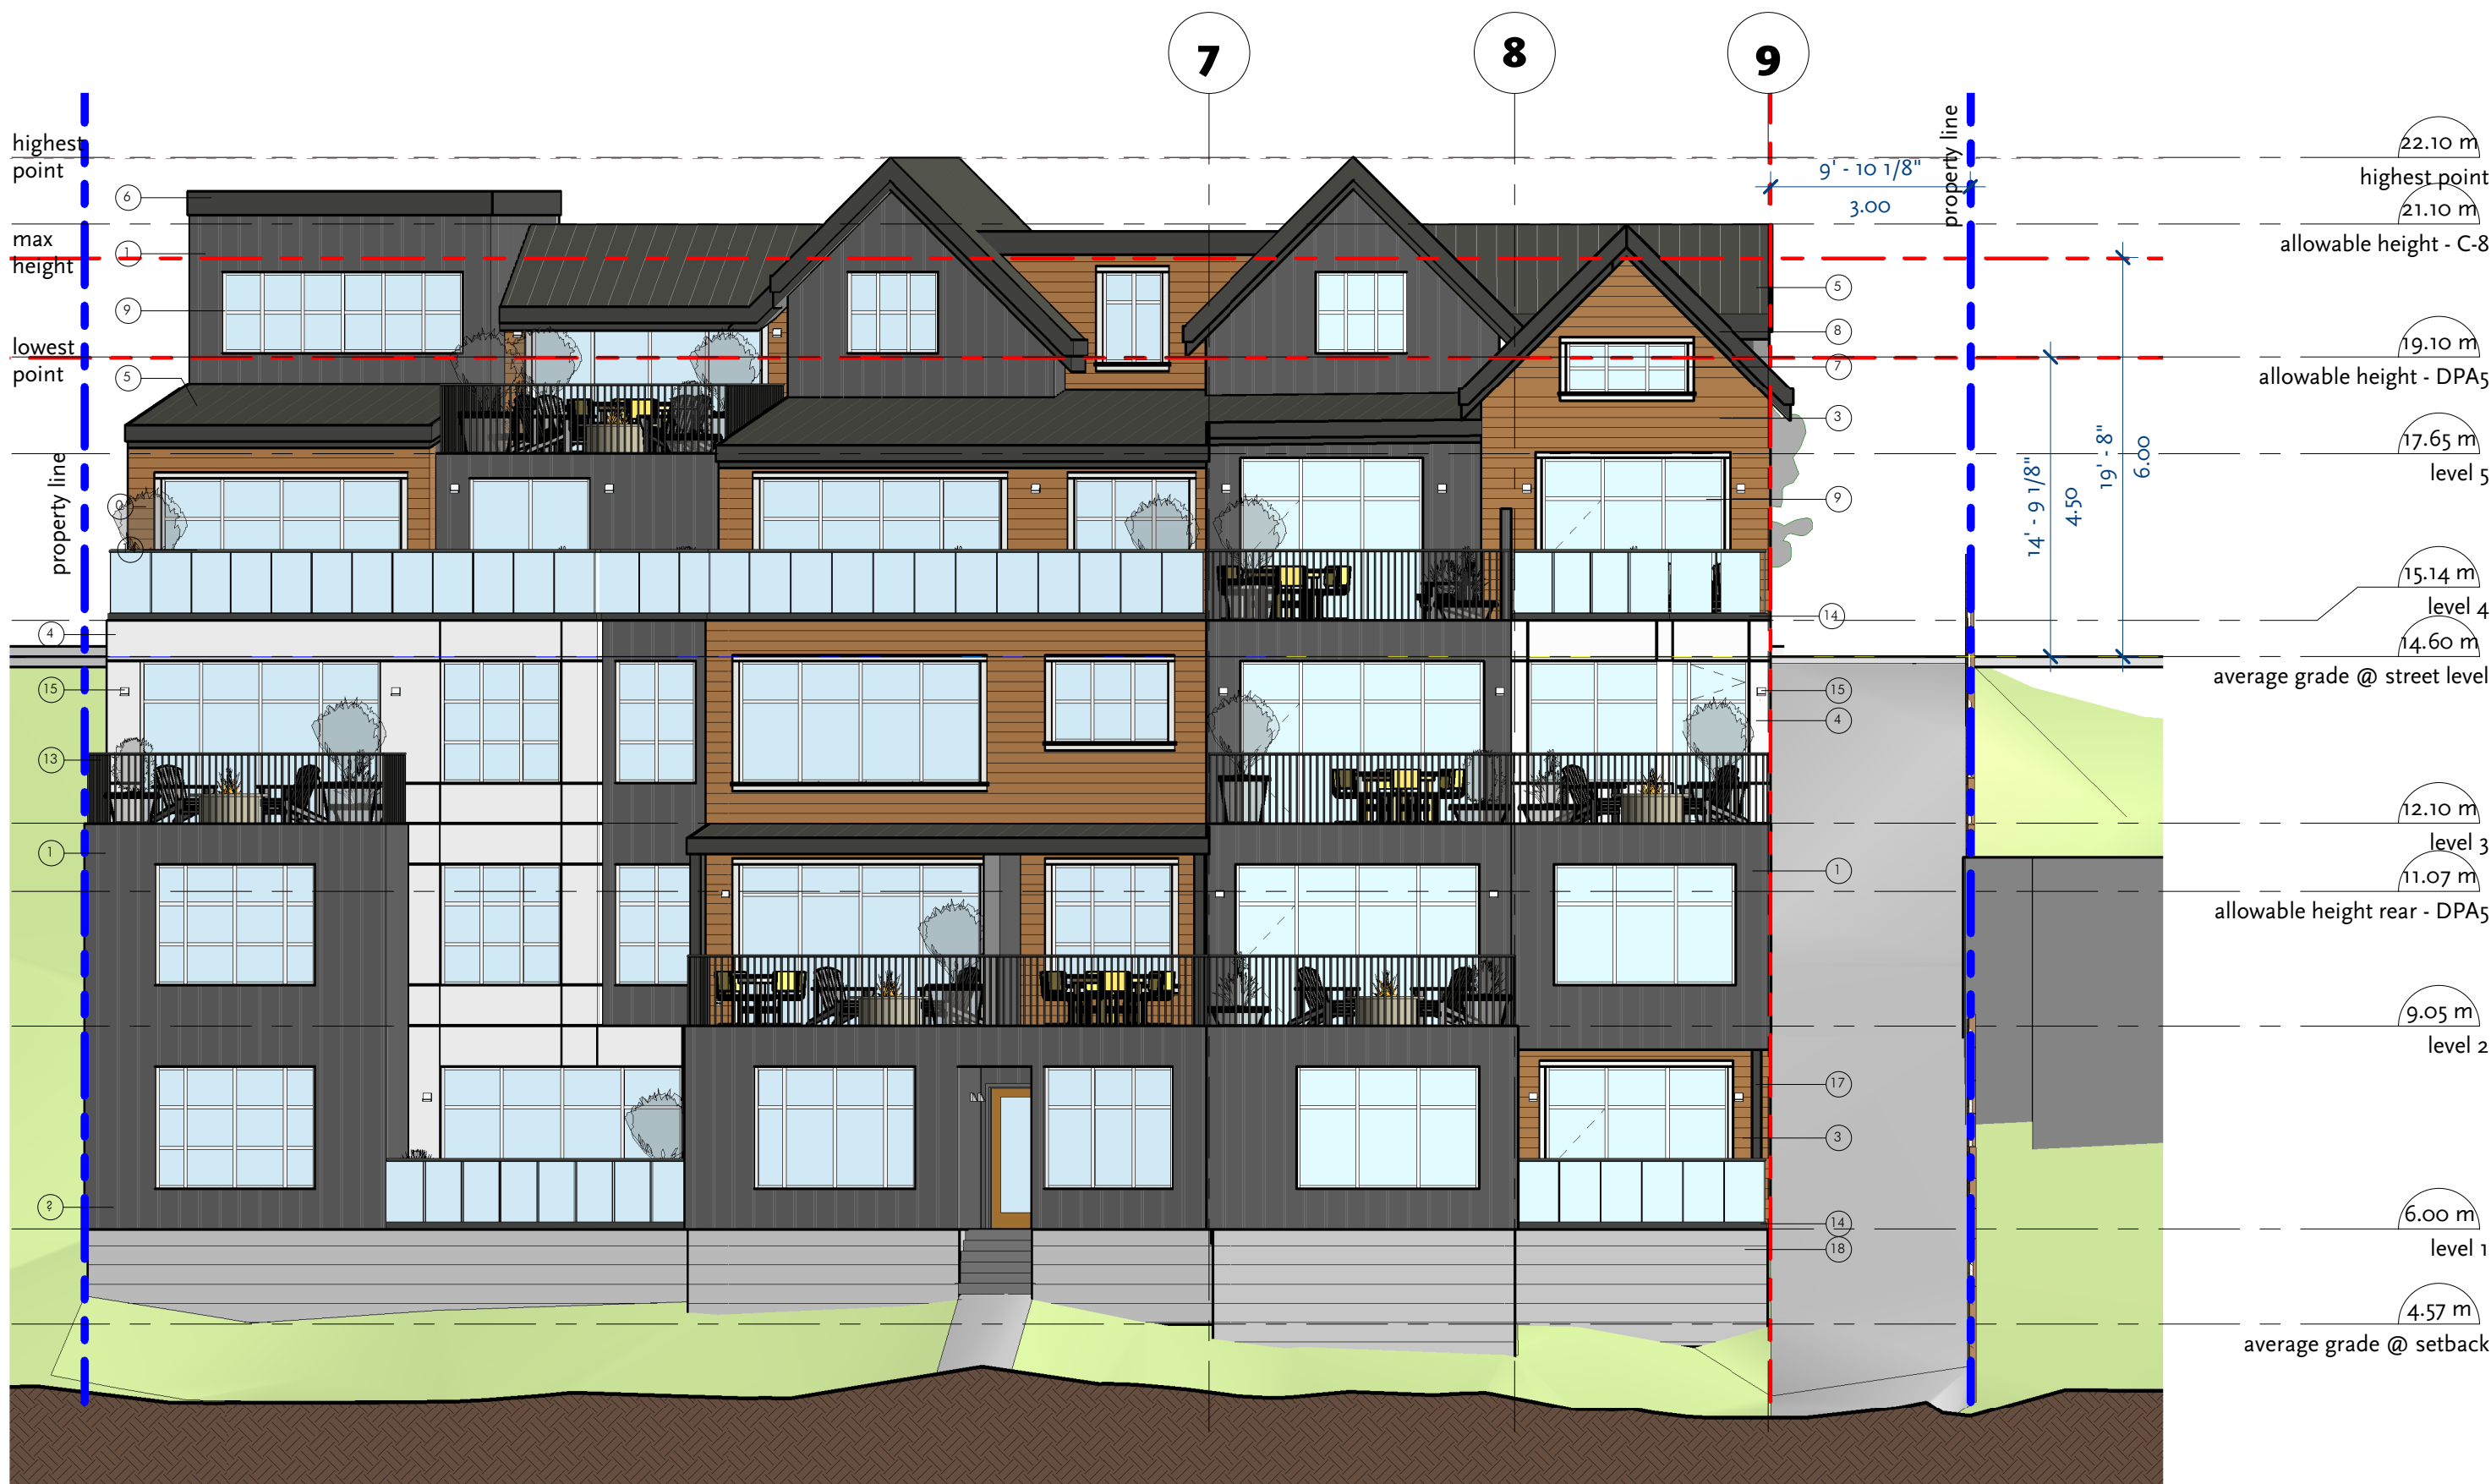 7
8
9
highest
point
property line
22.10 m
highest point
9' - 10 1/8"
3.00
6
21.10 m
allowable height - C-8
max
height
1
9
5
8
lowest
point
19.10 m
allowable height - DPA5
7
5
3
17.65 m
level 5
property line
14' - 9 1/8"
4.50
19' - 8"
6.00
9
15.14 m
level 4
14
4
14.60 m
average grade @ street level
15
15
4
13
12.10 m
level 3
1
1
11.07 m
allowable height rear - DPA5
9.05 m
level 2
17
3
?
6.00 m
level 1
14
18
4.57 m
average grade @ setback